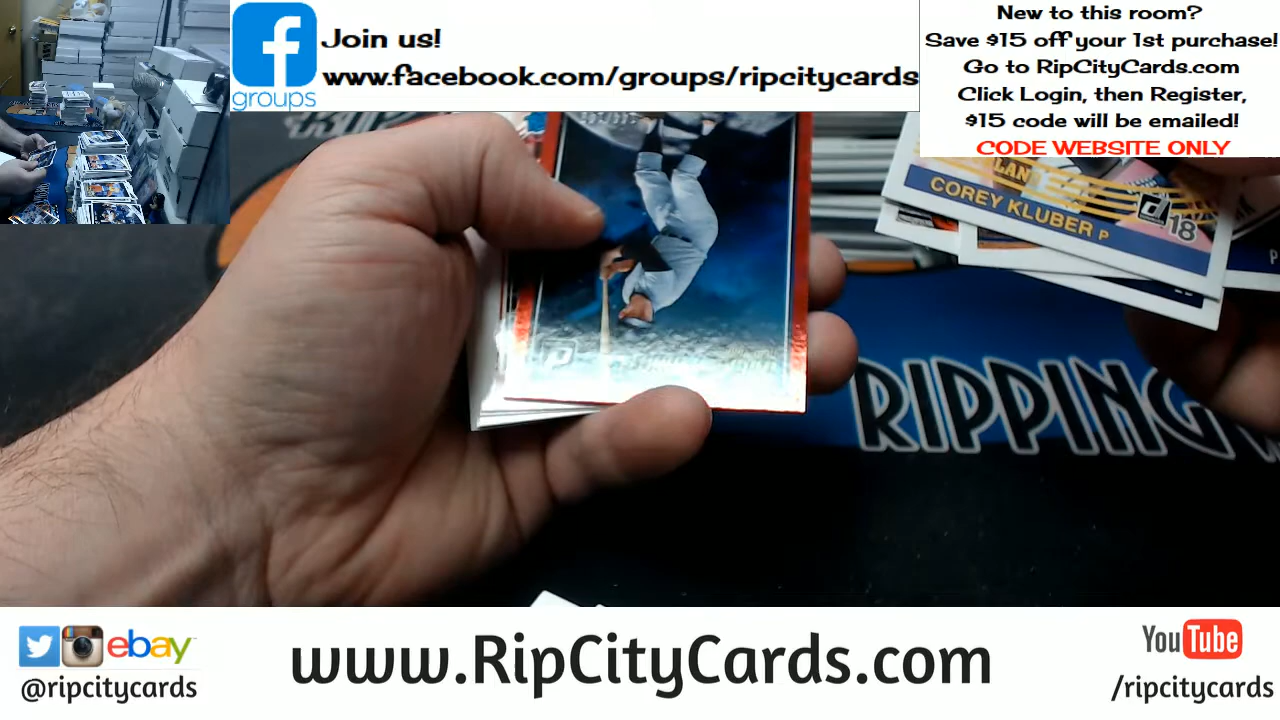 Join us!
www.facebook.com/groups/ripcitycards
groups
New to this room?
Save $15 off your 1st purchase!
Go to RipCityCards.com
Click Login, then Register,
$15 code will be emailed!
CODE WEBSITE ONLY
COREY KLUBER P
18
RIPPING
ebay
@ripcitycards
www.RipCityCards.com
YouTube
/ripcitycards